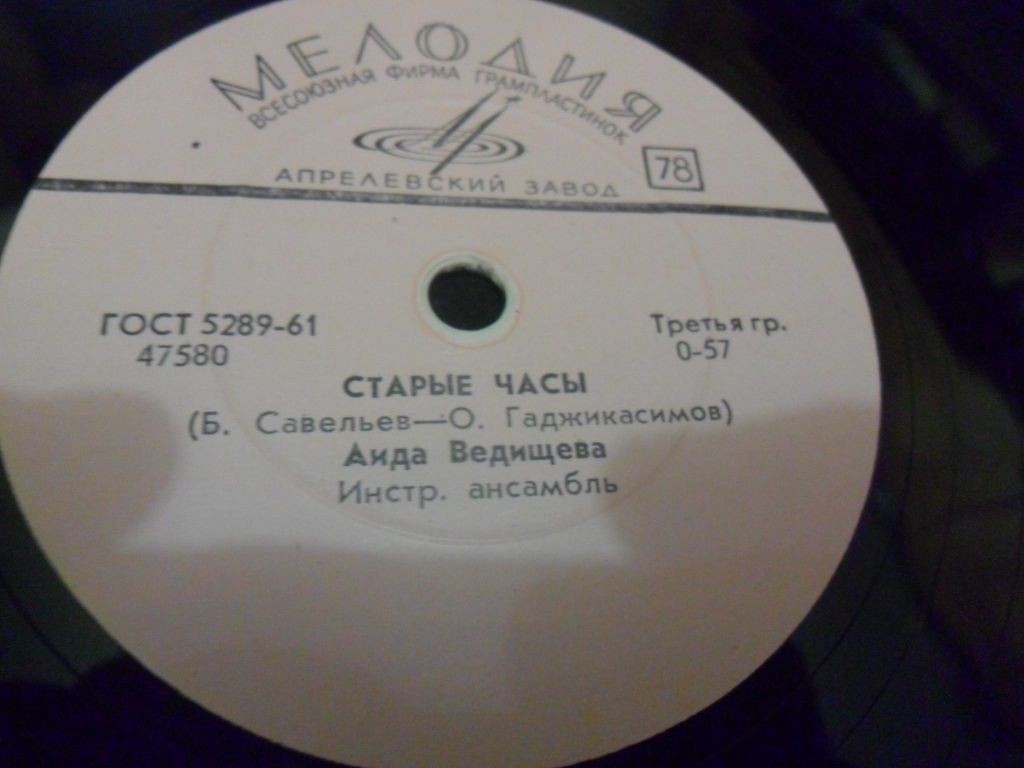 МЕЛОДИЯ
ВСЕСОЮЗНАЯ ФИРМА ГРАМПЛАСТИНОК
АПРЕЛЕВСКИЙ ЗАВОД
78
ГОСТ 5289-61
47580
Третья гр.
0-57
СТАРЫЕ ЧАСЫ
(Б. Савельев—О. Гаджикасимов)
Аида Ведищева
Инстр. ансамбль